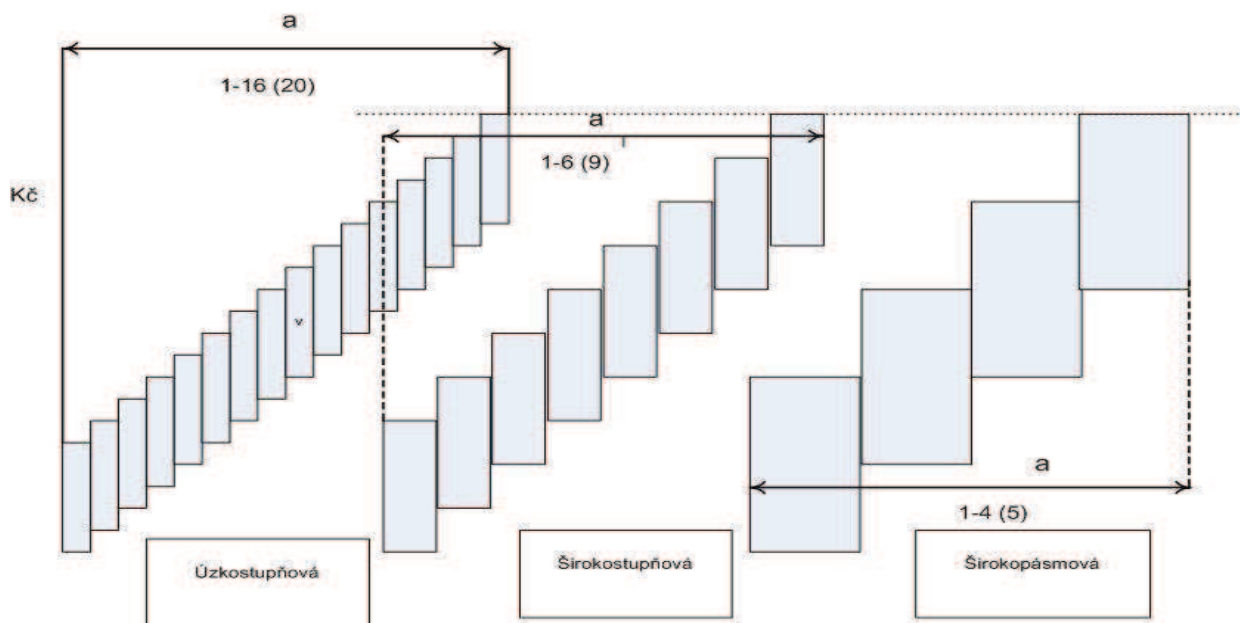 a
1-16 (20)
a
1-6 (9)
Kč
v
a
1-4 (5)
Úzkostupňová
Širokostupňová
Širokopásmová